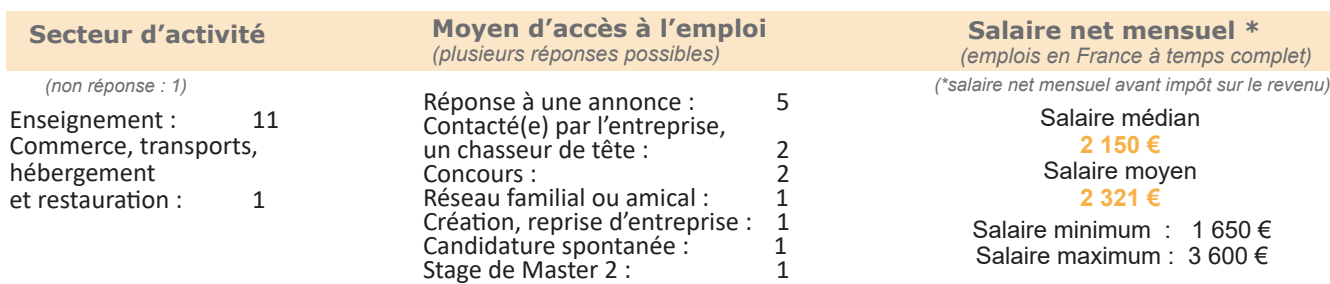 Secteur d’activité
(non réponse : 1)
Enseignement : 11
Commerce, transports,
hébergement
et restauration : 1
Moyen d’accès à l’emploi
(plusieurs réponses possibles)
Réponse à une annonce : 5
Contacté(e) par l’entreprise,
un chasseur de tête : 2
Concours : 2
Réseau familial ou amical : 1
Création, reprise d’entreprise : 1
Candidature spontanée : 1
Stage de Master 2 : 1
Salaire net mensuel *
(emplois en France à temps complet)
(*salaire net mensuel avant impôt sur le revenu)
Salaire médian
2 150 €
Salaire moyen
2 321 €
Salaire minimum : 1 650 €
Salaire maximum : 3 600 €